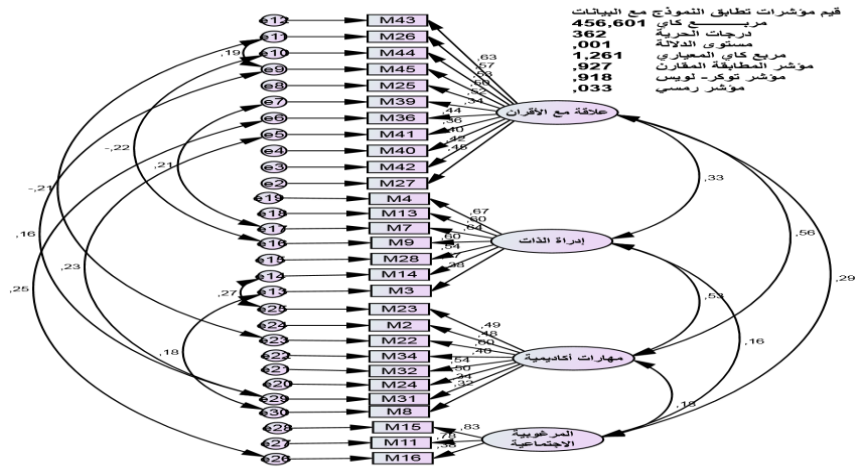 قيم مؤشرات تطابق النموذج مع البيانات
مربـــــــع كاي 456,601
درجات الحرية 362
مستوى الدلالة ,001
مربع كاي المعياري 1,261
مؤشر المطابقة المقارن ,927
مؤشر توكر- لويس ,918
مؤشر رمسي ,033
e12 M43
e11 M26
e10 M44
e9 M45
e8 M25
e7 M39
e6 M36
e5 M41
e4 M40
e3 M42
e2 M27
e19 M4
e18 M13
e17 M7
e16 M9
e15 M28
e14 M14
e13 M3
e25 M23
e24 M2
e23 M22
e22 M34
e21 M32
e20 M24
e29 M31
e30 M8
e28 M15
e27 M11
e26 M16
علاقة مع الأقران
إدراة الذات
مهارات أكاديمية
المرغوبية
الاجتماعية
,19
-,22
,21
-,21
,16
,23
,25
,27
,18
,63
,57
,34
,44
,36
,40
,42
,45
,67
,60
,64
,60
,54
,38
,49
,48
,60
,40
,54
,50
,32
,83
,78
,38
,33
,56
,29
,53
,16